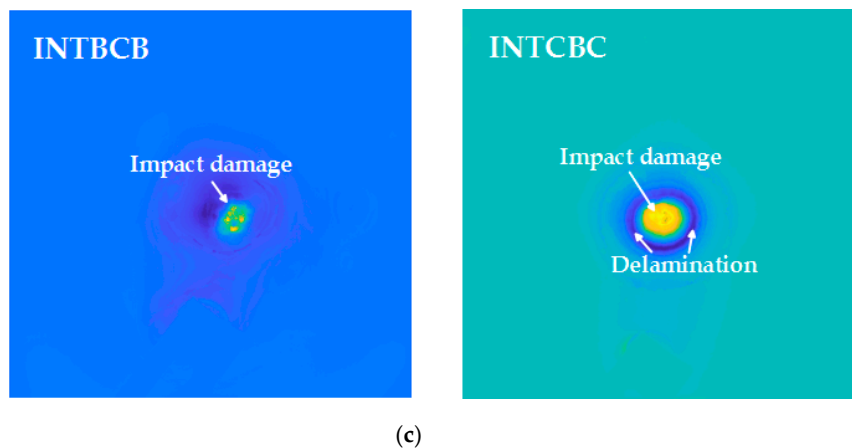 INTBCB
Impact damage
INTCBC
Impact damage
Delamination
(c)